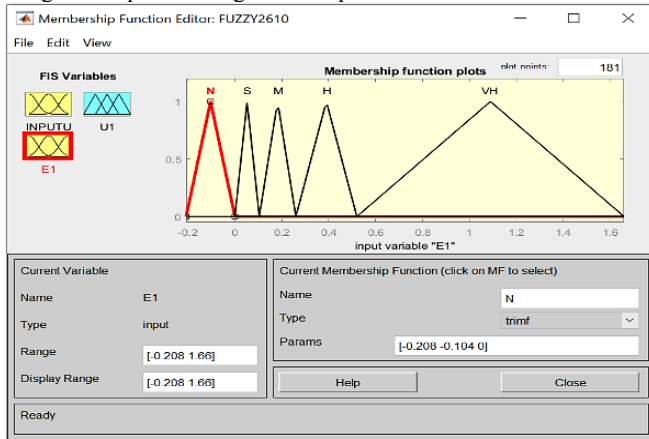 Membership Function Editor: FUZZY2610
File Edit View
FIS Variables
Membership function plots
plot points:
181
INPUTU
U1
E1
N S M H VH
1
0.5
0
-0.2 0 0.2 0.4 0.6 0.8 1 1.2 1.4 1.6
input variable "E1"
Current Variable
Name E1
Type input
Range [-0.208 1.66]
Display Range [-0.208 1.66]
Current Membership Function (click on MF to select)
Name N
Type trimf
Params [-0.208 -0.104 0]
Help
Close
Ready